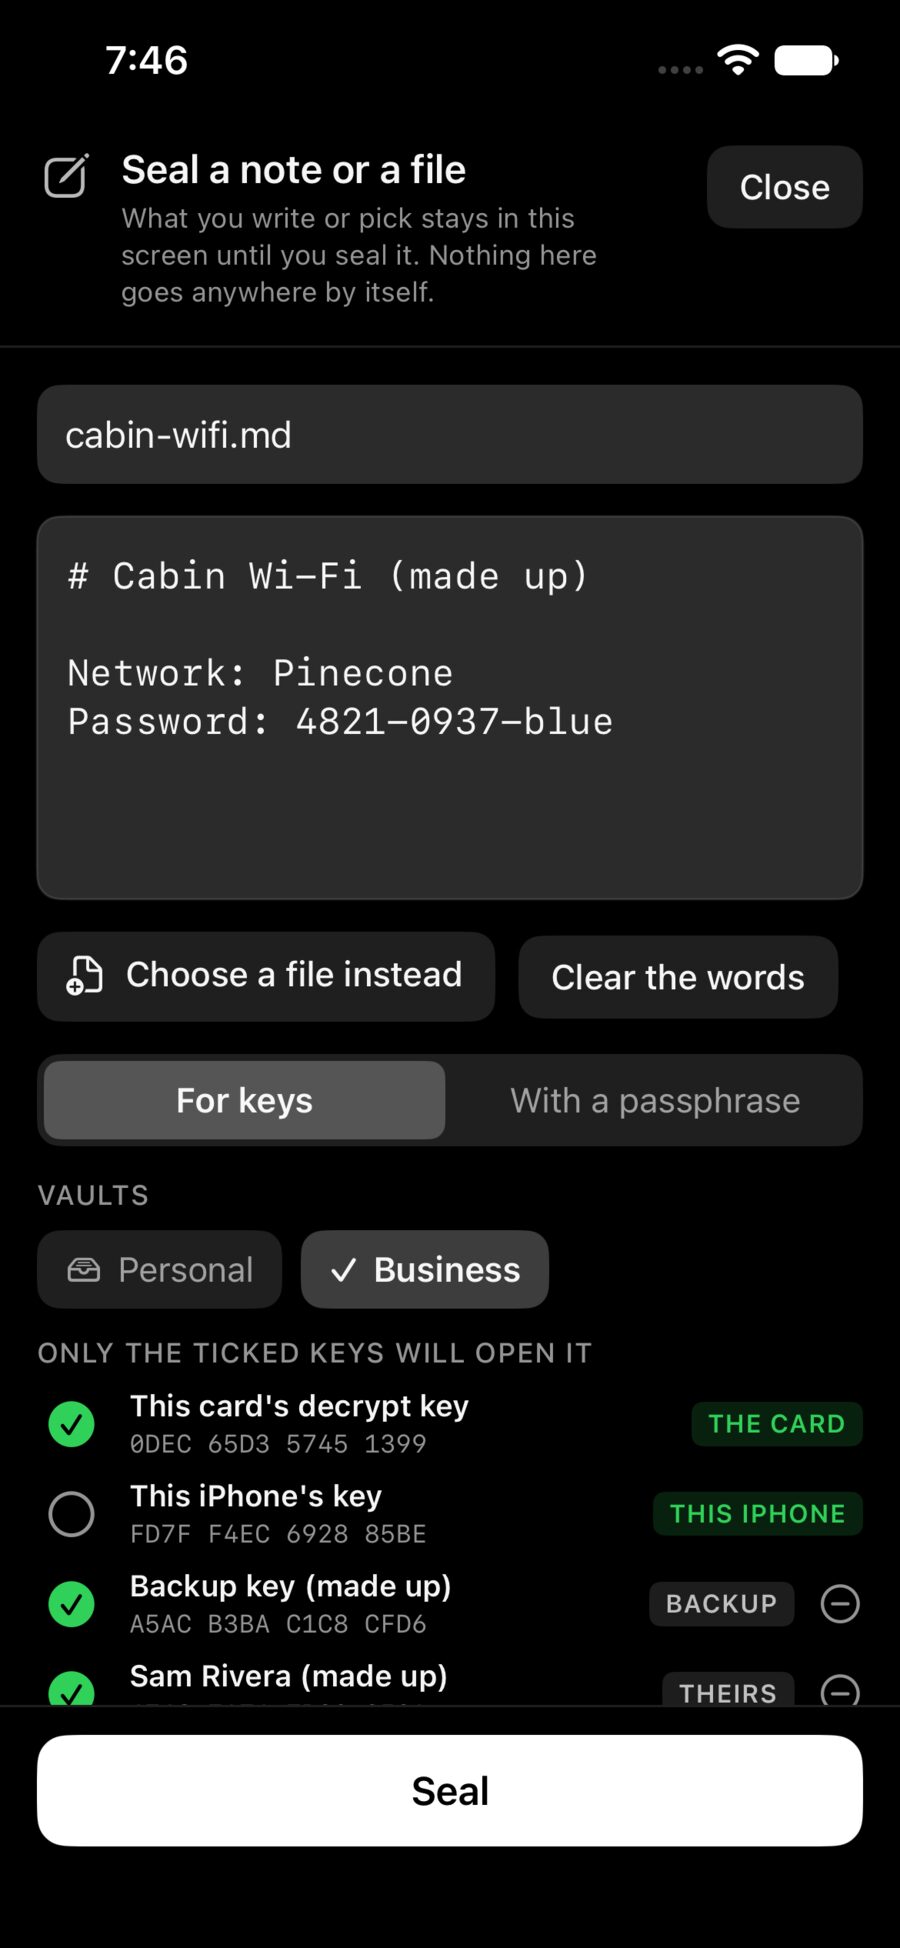 7:46
Seal a note or a file
Close
What you write or pick stays in this
screen until you seal it. Nothing here
goes anywhere by itself.
cabin-wifi.md
# Cabin Wi-Fi (made up)
Network: Pinecone
Password: 4821-0937-blue
Choose a file instead
Clear the words
For keys
With a passphrase
VAULTS
Personal
Business
ONLY THE TICKED KEYS WILL OPEN IT
This card's decrypt key
THE CARD
0DEC 65D3 5745 1399
This iPhone's key
THIS IPHONE
FD7F F4EC 6928 85BE
Backup key (made up)
BACKUP
A5AC B3BA C1C8 CFD6
Sam Rivera (made up)
THEIRS
Seal